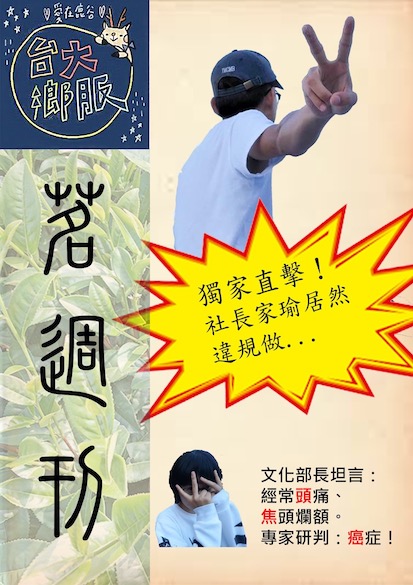 愛在鹿谷
台大
鄉服
茗週刊
獨家直擊！
社長家瑜居然
違規做...
文化部長坦言：
經常頭痛、
焦頭爛額。
專家研判：癌症！